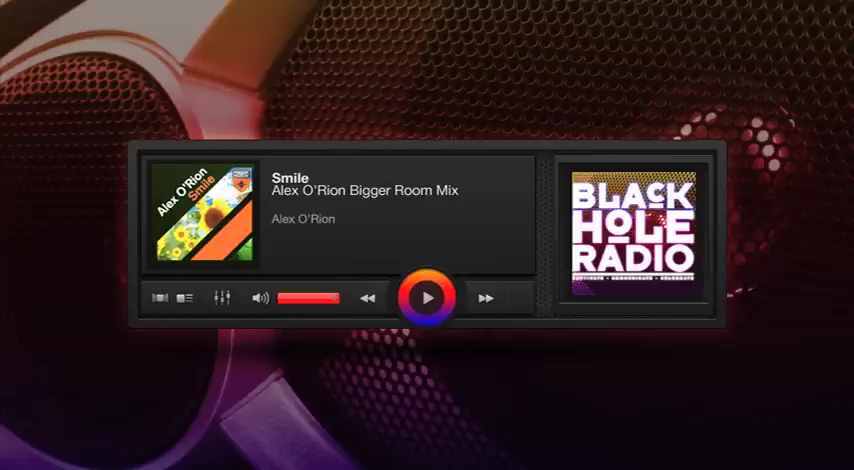 Alex O'Rion
Smile
Smile
Alex O'Rion Bigger Room Mix
Alex O'Rion
BLACK
HOLE
RADIO